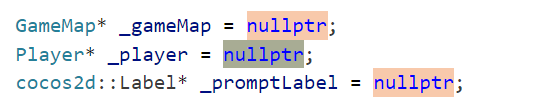 GameMap* _gameMap = nullptr;
Player* _player = nullptr;
cocos2d::Label* _promptLabel = nullptr;